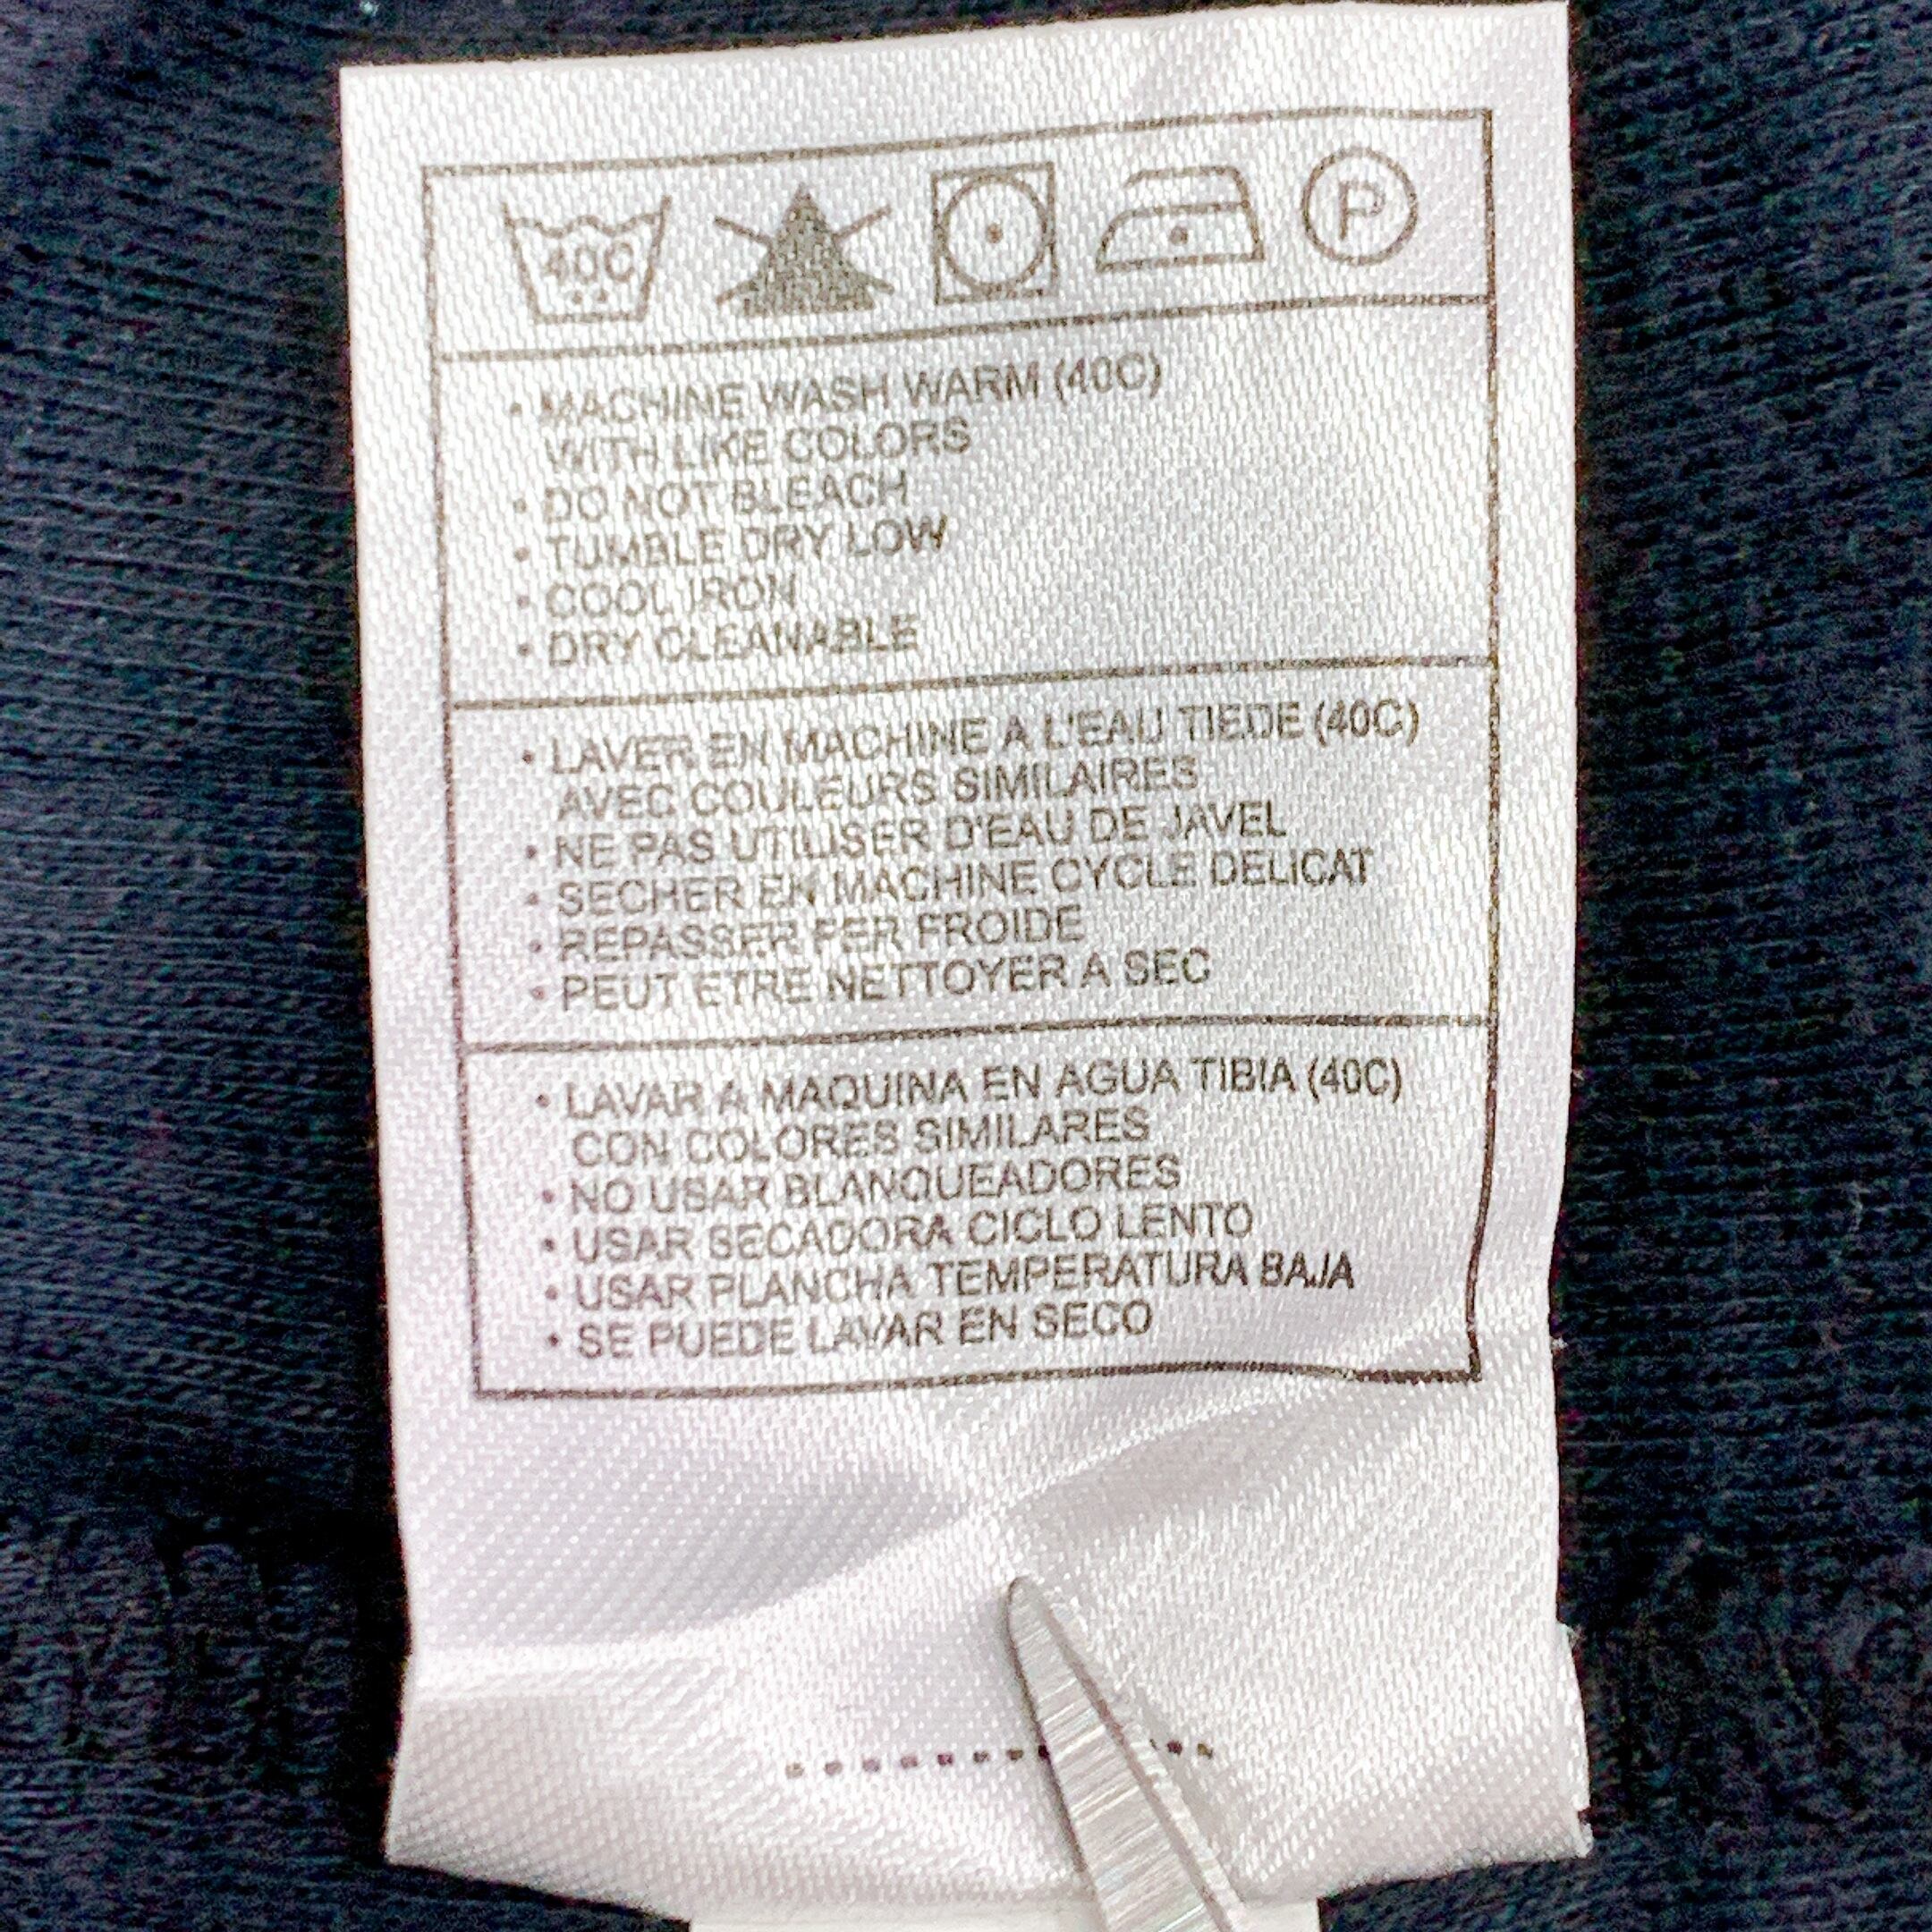 40C
P
• MACHINE WASH WARM (40C)
WITH LIKE COLORS
• DO NOT BLEACH
• TUMBLE DRY LOW
• COOL IRON
• DRY CLEANABLE
• LAVER EN MACHINE A L'EAU TIEDE (40C)
AVEC COULEURS SIMILAIRES
• NE PAS UTILISER D'EAU DE JAVEL
• SECHER EN MACHINE CYCLE DELICAT
• REPASSER FER FROIDE
• PEUT ETRE NETTOYER A SEC
• LAVAR A MAQUINA EN AGUA TIBIA (40C)
CON COLORES SIMILARES
• NO USAR BLANQUEADORES
• USAR SECADORA CICLO LENTO
• USAR PLANCHA TEMPERATURA BAJA
• SE PUEDE LAVAR EN SECO